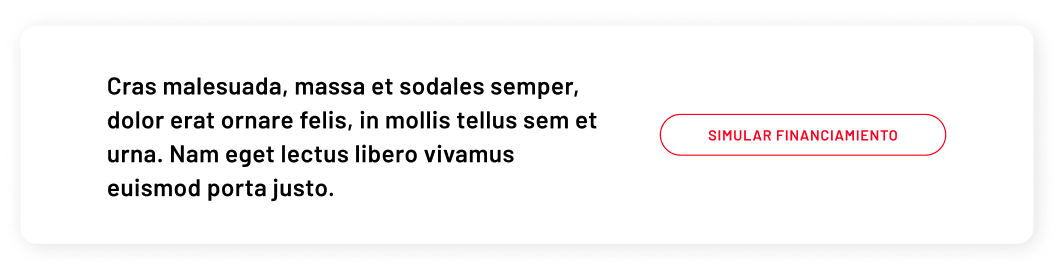 Cras malesuada, massa et sodales semper,
dolor erat ornare felis, in mollis tellus sem et
urna. Nam eget lectus libero vivamus
euismod porta justo.
SIMULAR FINANCIAMIENTO